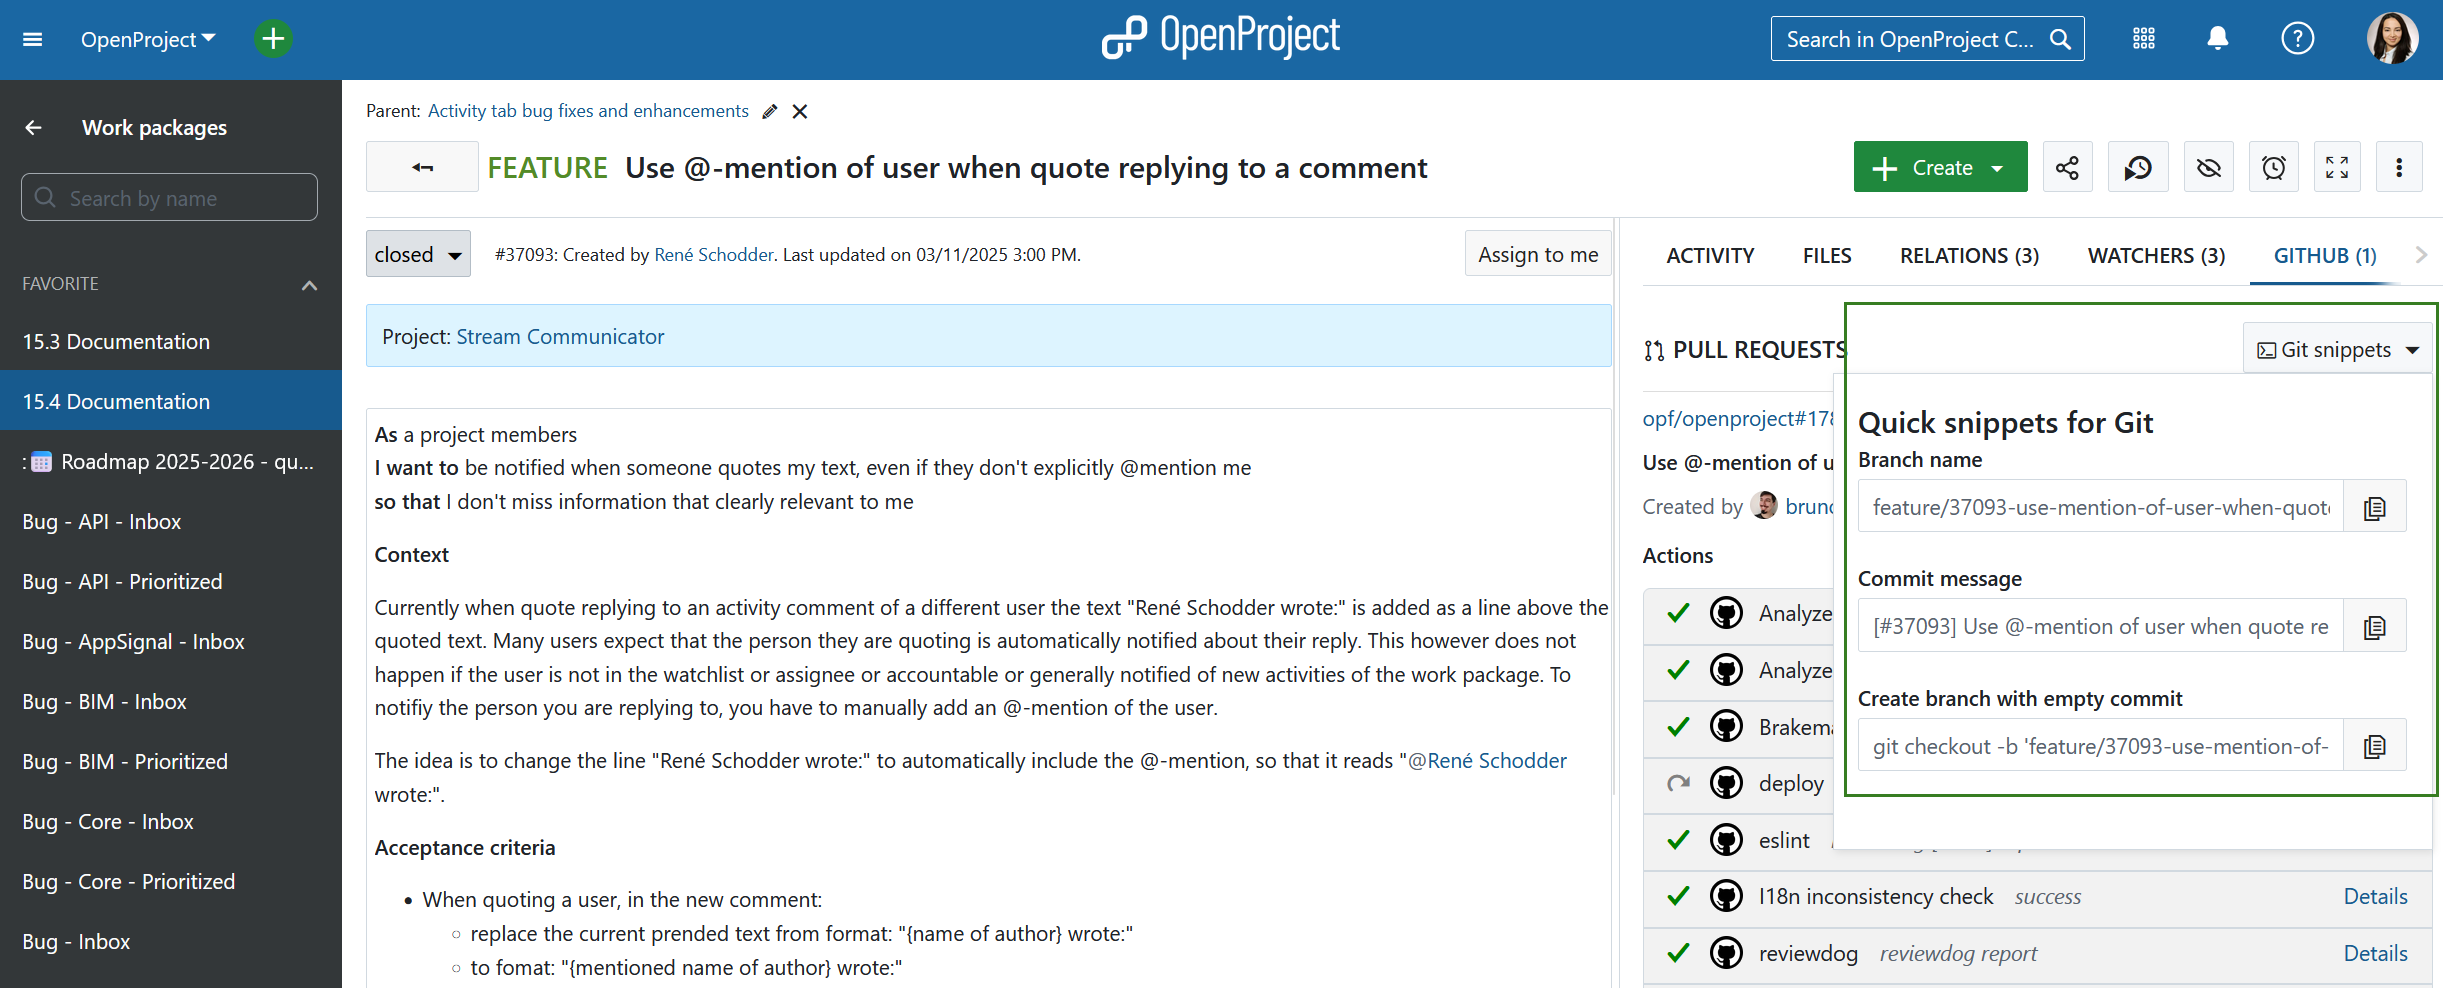 OpenProject
OpenProject
Search in OpenProject C...
Work packages
Search by name
FAVORITE
15.3 Documentation
15.4 Documentation
: Roadmap 2025-2026 - qu...
Bug - API - Inbox
Bug - API - Prioritized
Bug - AppSignal - Inbox
Bug - BIM - Inbox
Bug - BIM - Prioritized
Bug - Core - Inbox
Bug - Core - Prioritized
Bug - Inbox
Parent: Activity tab bug fixes and enhancements
FEATURE Use @-mention of user when quote replying to a comment
Create
closed
#37093: Created by René Schodder. Last updated on 03/11/2025 3:00 PM.
Assign to me
Project: Stream Communicator
As a project members
I want to be notified when someone quotes my text, even if they don't explicitly @mention me
so that I don't miss information that clearly relevant to me
Context
Currently when quote replying to an activity comment of a different user the text "René Schodder wrote:" is added as a line above the
quoted text. Many users expect that the person they are quoting is automatically notified about their reply. This however does not
happen if the user is not in the watchlist or assignee or accountable or generally notified of new activities of the work package. To
notifiy the person you are replying to, you have to manually add an @-mention of the user.
The idea is to change the line "René Schodder wrote:" to automatically include the @-mention, so that it reads "@René Schodder
wrote:".
Acceptance criteria
• When quoting a user, in the new comment:
◦ replace the current prended text from format: "{name of author} wrote:"
◦ to fomat: "{mentioned name of author} wrote:"
ACTIVITY
FILES
RELATIONS (3)
WATCHERS (3)
GITHUB (1)
PULL REQUESTS
Git snippets
opf/openproject#178
Use @-mention of u
Created by brunc
Actions
Analyze
Analyze
Brakema
deploy
eslint
I18n inconsistency check success Details
reviewdog reviewdog report Details
Quick snippets for Git
Branch name
feature/37093-use-mention-of-user-when-quote
Commit message
[#37093] Use @-mention of user when quote re
Create branch with empty commit
git checkout -b 'feature/37093-use-mention-of-